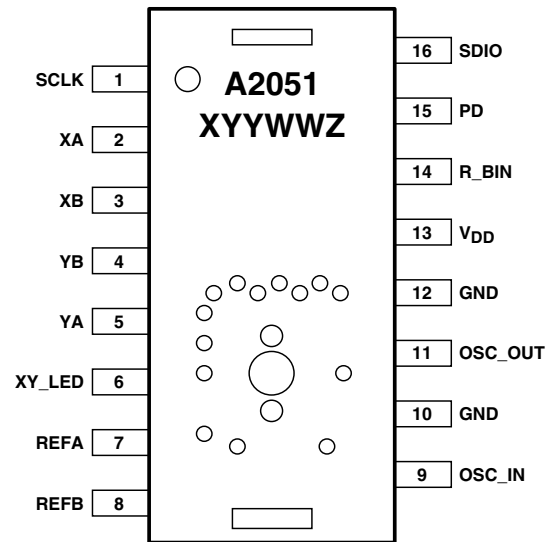 A2051
XYYWWZ
SCLK 1
XA 2
XB 3
YB 4
YA 5
XY_LED 6
REFA 7
REFB 8
16 SDIO
15 PD
14 R_BIN
13 VDD
12 GND
11 OSC_OUT
10 GND
9 OSC_IN